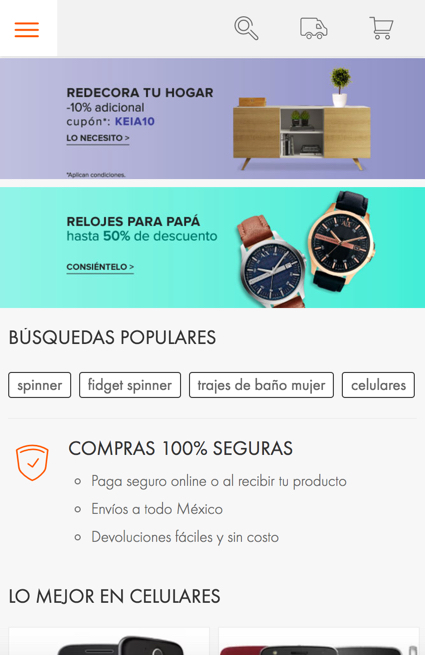 REDECORA TU HOGAR
-10% adicional
cupón*: KEIA10
LO NECESITO >
*Aplican condiciones.
RELOJES PARA PAPÁ
hasta 50% de descuento
CONSIÉNTELO >
BÚSQUEDAS POPULARES
spinner fidget spinner trajes de baño mujer celulares
COMPRAS 100% SEGURAS
Paga seguro online o al recibir tu producto
Envíos a todo México
Devoluciones fáciles y sin costo
LO MEJOR EN CELULARES